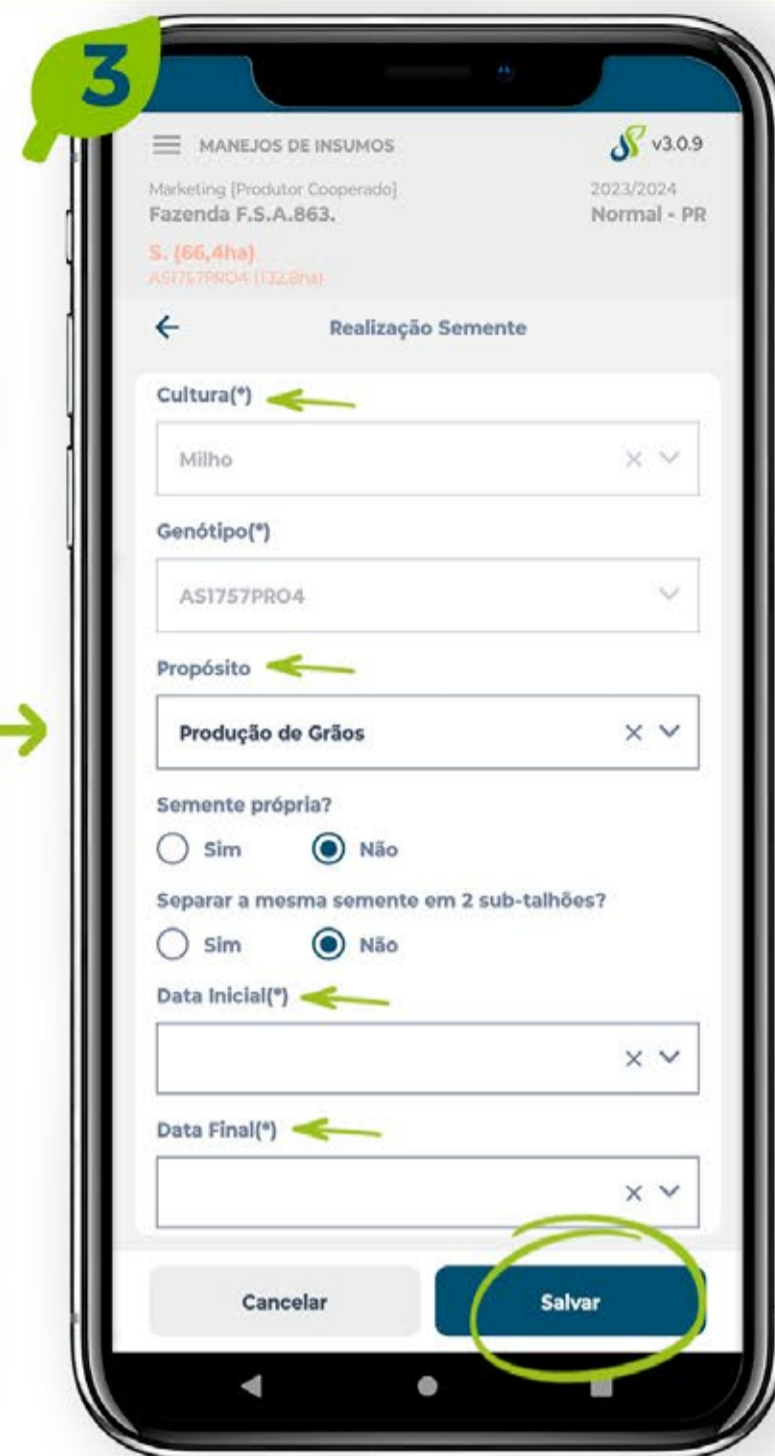 3
MANEJOS DE INSUMOS v3.0.9
Marketing [Produtor Cooperado] 2023/2024
Fazenda F.S.A.863. Normal - PR
S. (66,4ha)
AS1757PRO4 (132,8ha)
Realização Semente
Cultura(*)
Milho
Genótipo(*)
AS1757PRO4
Propósito
Produção de Grãos
Semente própria?
Sim Não
Separar a mesma semente em 2 sub-talhões?
Sim Não
Data Inicial(*)
Data Final(*)
Cancelar Salvar